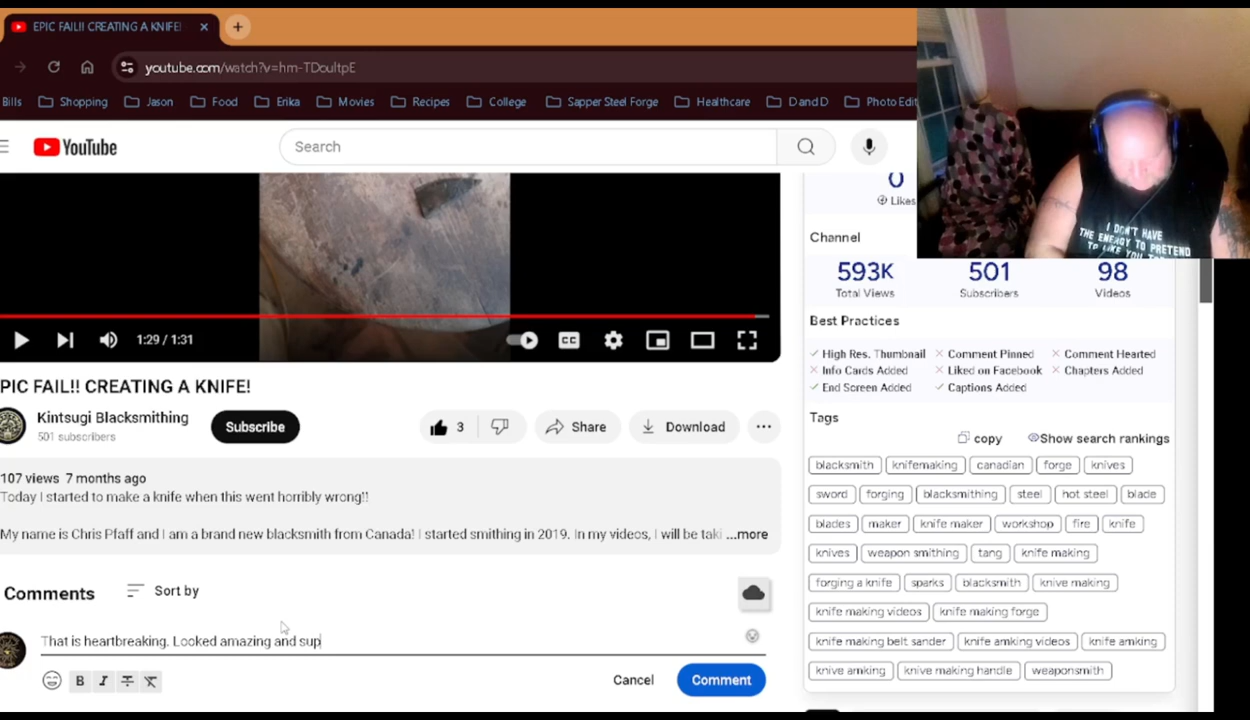 EPIC FAIL!! CREATING A KNIFE!
youtube.com/watch?v=hm-TDoultpE
Bills Shopping Jason Food Erika Movies Recipes College Sapper Steel Forge Healthcare D and D Photo Edit
YouTube
Search
1:29 / 1:31
CC
PIC FAIL!! CREATING A KNIFE!
Kintsugi Blacksmithing
501 subscribers
Subscribe
3
Share
Download
107 views 7 months ago
Today I started to make a knife when this went horribly wrong!!
My name is Chris Pfaff and I am a brand new blacksmith from Canada! I started smithing in 2019. In my videos, I will be taki ...more
Comments
Sort by
That is heartbreaking. Looked amazing and sup
B I T
Cancel
Comment
0
Likes
Channel
593K 501 98
Total Views Subscribers Videos
Best Practices
High Res. Thumbnail Comment Pinned Comment Hearted
Info Cards Added Liked on Facebook Chapters Added
End Screen Added Captions Added
Tags
copy Show search rankings
blacksmith knifemaking canadian forge knives
sword forging blacksmithing steel hot steel blade
blades maker knife maker workshop fire knife
knives weapon smithing tang knife making
forging a knife sparks blacksmith knive making
knife making videos knife making forge
knife making belt sander knife amking videos knife amking
knive amking knive making handle weaponsmith
I DON'T HAVE
THE ENERGY TO PRETEND
TO LIKE YOU